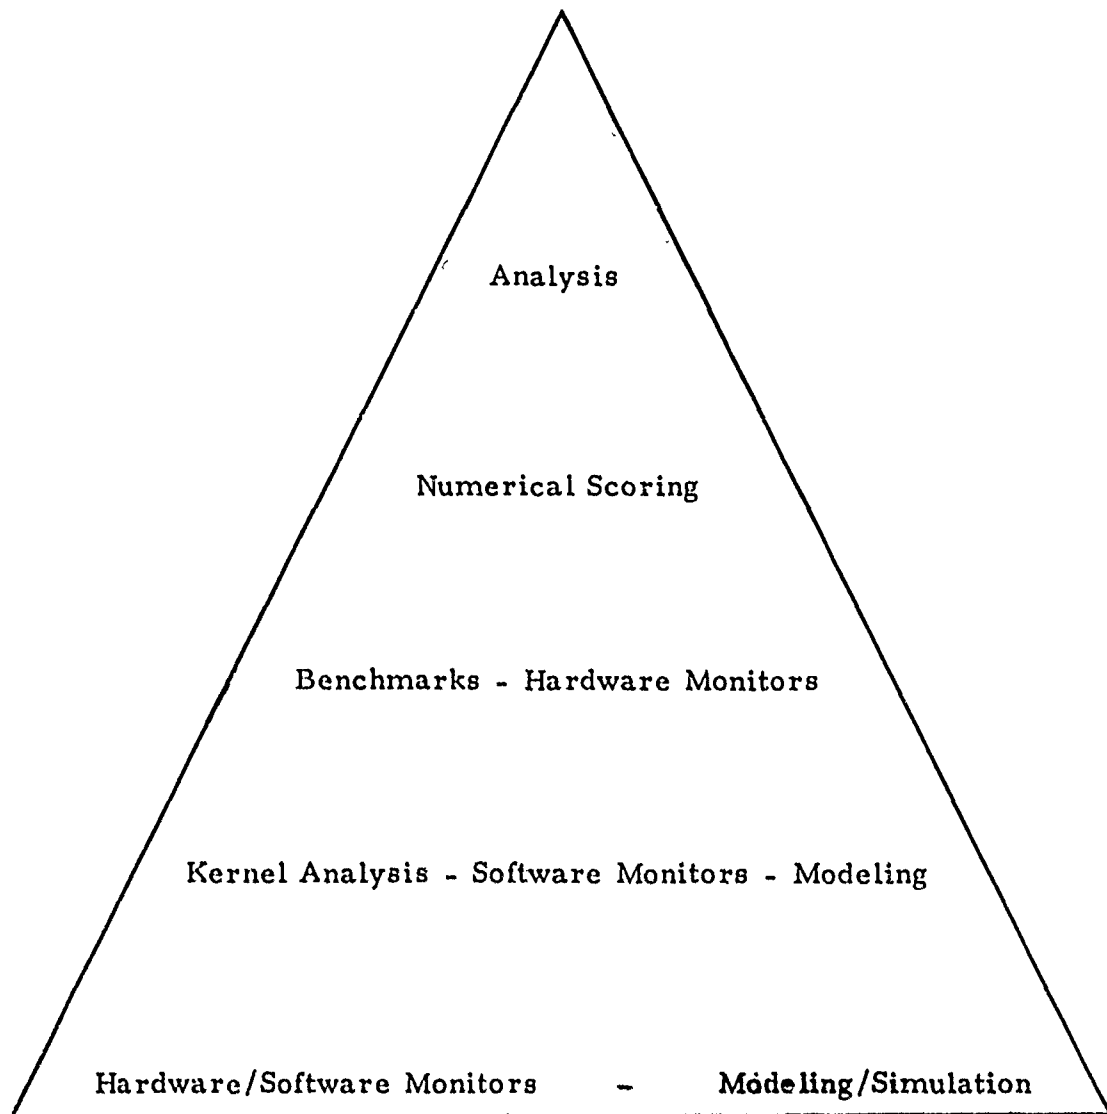 Analysis
Numerical Scoring
Benchmarks - Hardware Monitors
Kernel Analysis - Software Monitors - Modeling
Hardware/Software Monitors - Modeling/Simulation